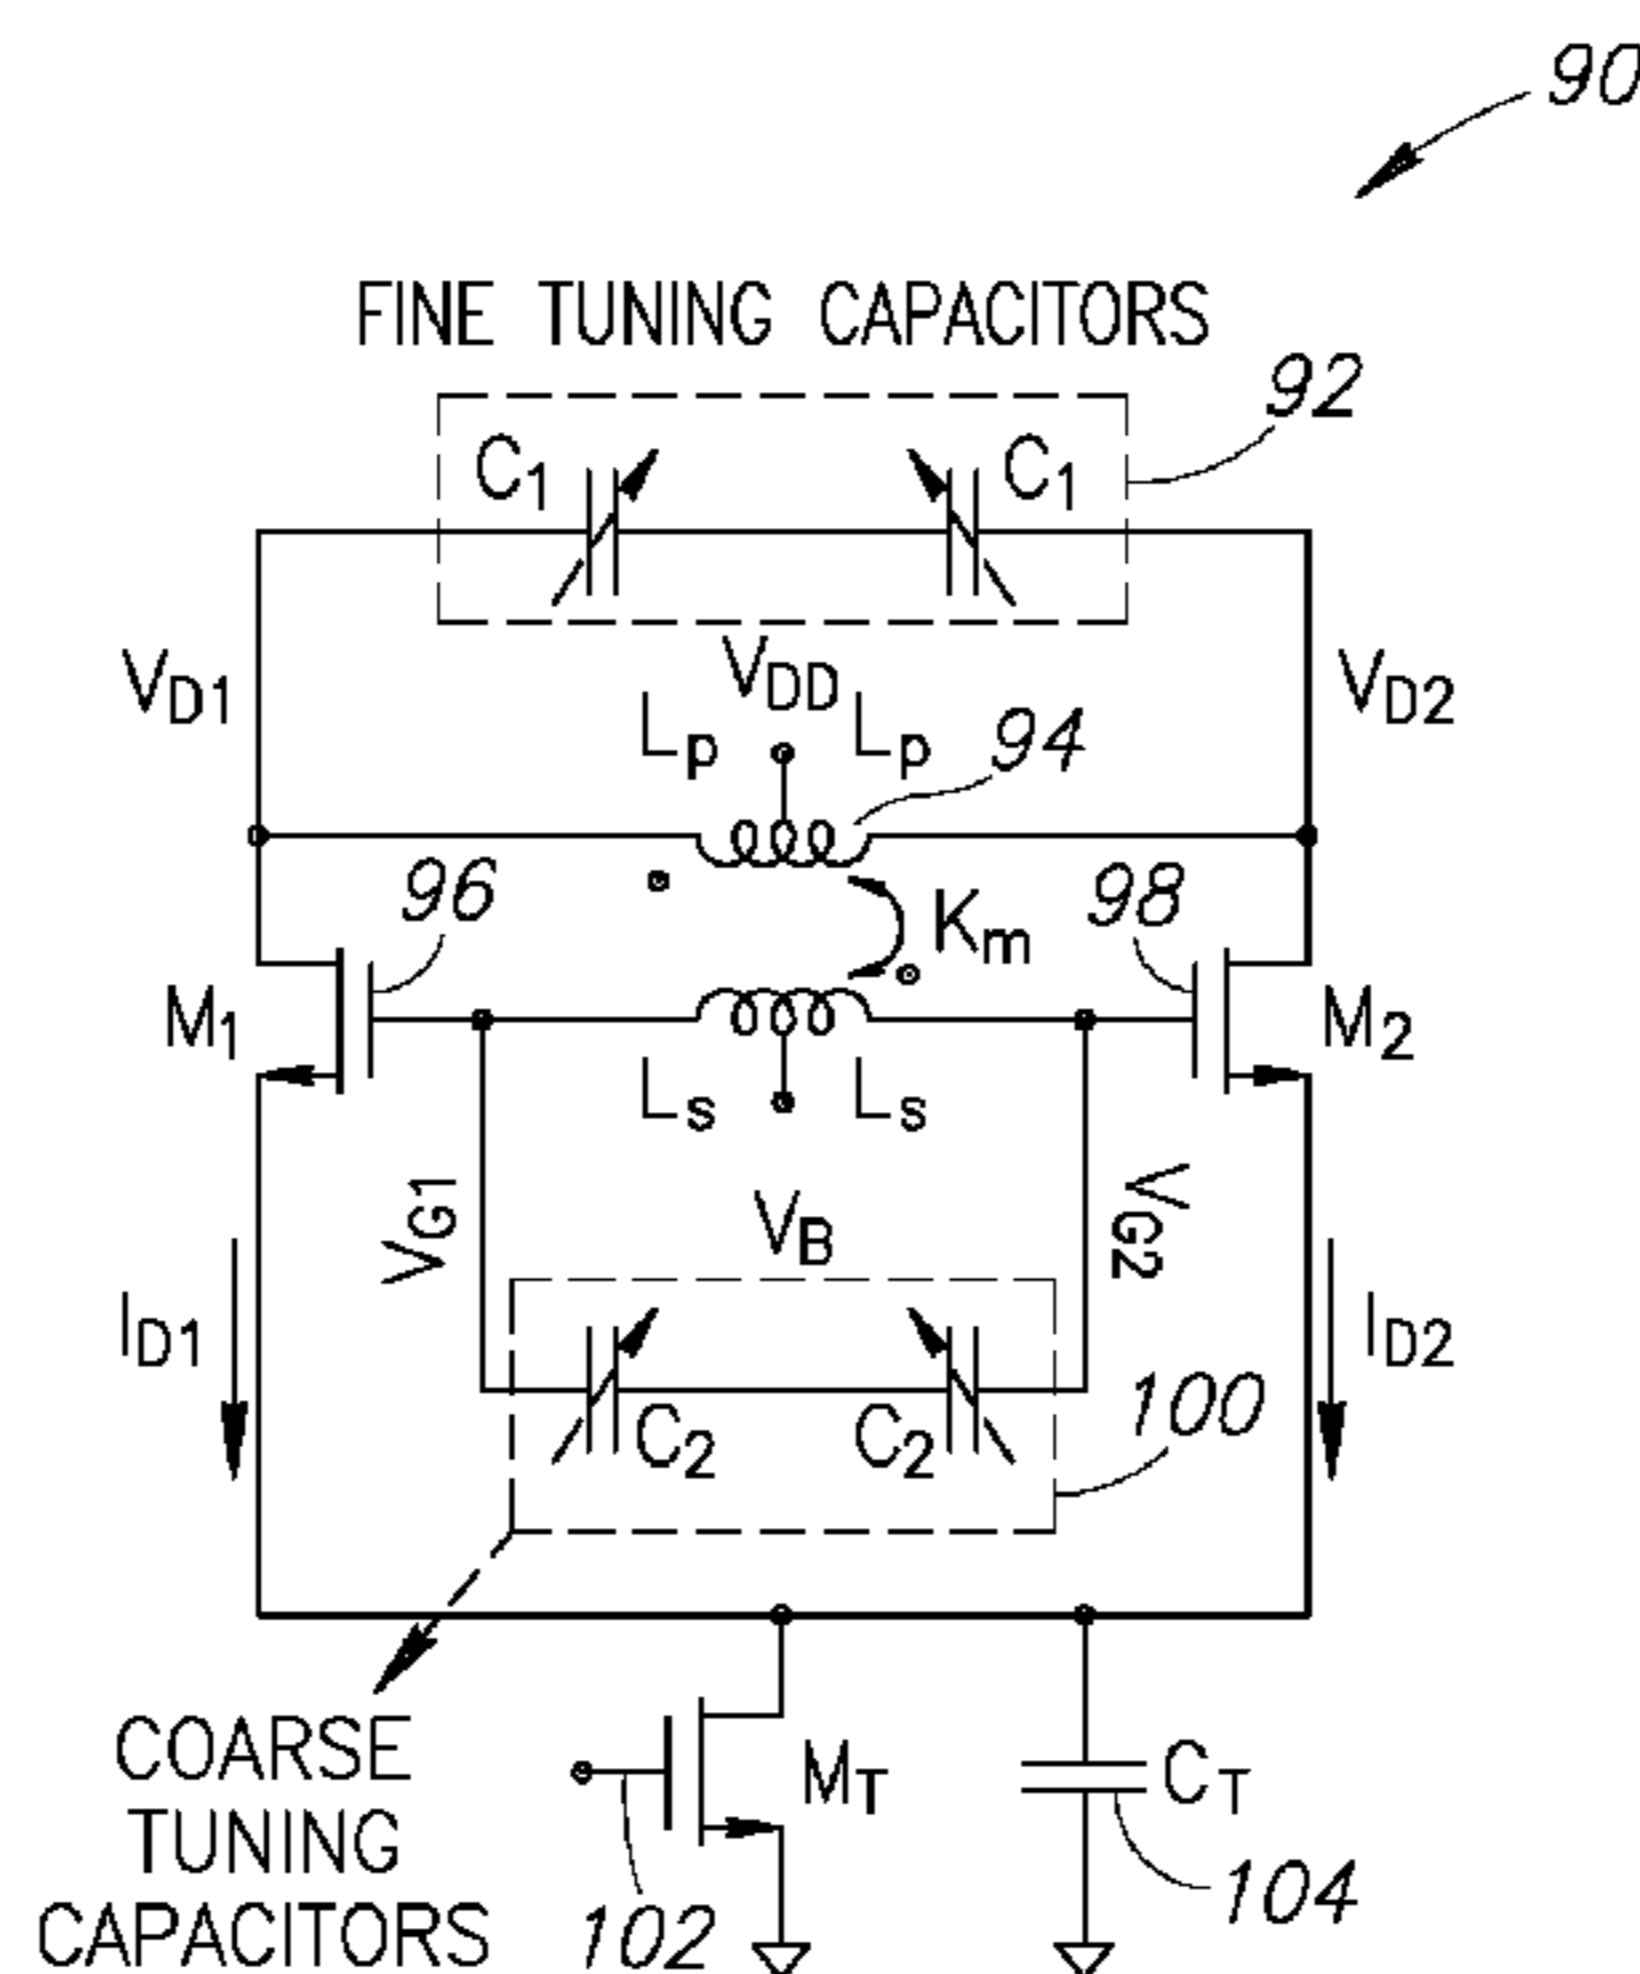 90
FINE TUNING CAPACITORS
92
C1 C1
VDD
VD1 Lp Lp 94 VD2
96 Km 98
M1 M2
Ls Ls
VG1 VB VG2
ID1 ID2
C2 C2 100
COARSE
TUNING
CAPACITORS
MT CT
102 104